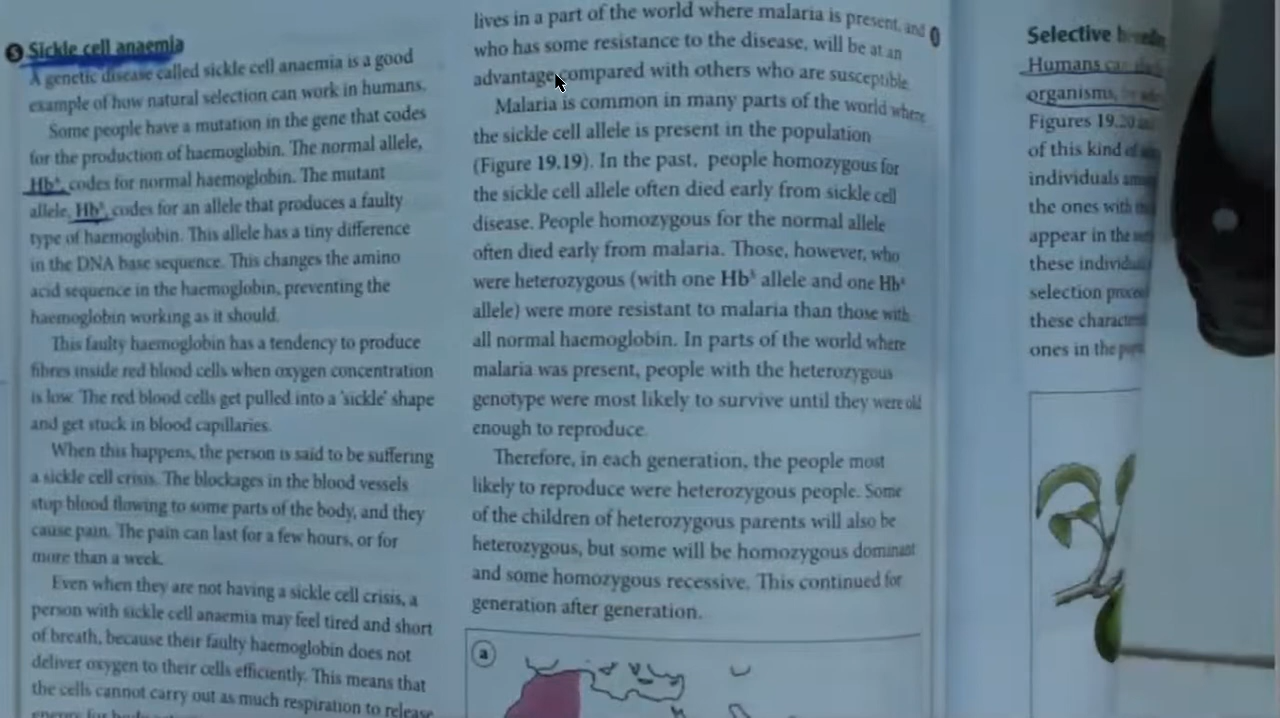 S Sickle cell anaemia
A genetic disease called sickle cell anaemia is a good
example of how natural selection can work in humans.
Some people have a mutation in the gene that codes
for the production of haemoglobin. The normal allele,
Hbᴬ, codes for normal haemoglobin. The mutant
allele, Hbˢ, codes for an allele that produces a faulty
type of haemoglobin. This allele has a tiny difference
in the DNA base sequence. This changes the amino
acid sequence in the haemoglobin, preventing the
haemoglobin working as it should.
This faulty haemoglobin has a tendency to produce
fibres inside red blood cells when oxygen concentration
is low. The red blood cells get pulled into a 'sickle' shape
and get stuck in blood capillaries.
When this happens, the person is said to be suffering
a sickle cell crisis. The blockages in the blood vessels
stop blood flowing to some parts of the body, and they
cause pain. The pain can last for a few hours, or for
more than a week.
Even when they are not having a sickle cell crisis, a
person with sickle cell anaemia may feel tired and short
of breath, because their faulty haemoglobin does not
deliver oxygen to their cells efficiently. This means that
the cells cannot carry out as much respiration to release
energy for
lives in a part of the world where malaria is present, and
who has some resistance to the disease, will be at an
advantage compared with others who are susceptible.
Malaria is common in many parts of the world where
the sickle cell allele is present in the population
(Figure 19.19). In the past, people homozygous for
the sickle cell allele often died early from sickle cell
disease. People homozygous for the normal allele
often died early from malaria. Those, however, who
were heterozygous (with one Hbˢ allele and one Hbᴬ
allele) were more resistant to malaria than those with
all normal haemoglobin. In parts of the world where
malaria was present, people with the heterozygous
genotype were most likely to survive until they were old
enough to reproduce.
Therefore, in each generation, the people most
likely to reproduce were heterozygous people. Some
of the children of heterozygous parents will also be
heterozygous, but some will be homozygous dominant
and some homozygous recessive. This continued for
generation after generation.
a
Selective
Humans can
organisms,
Figures 19.20
of this kind of
individuals
the ones with
appear in the
these
selection
these
ones in the